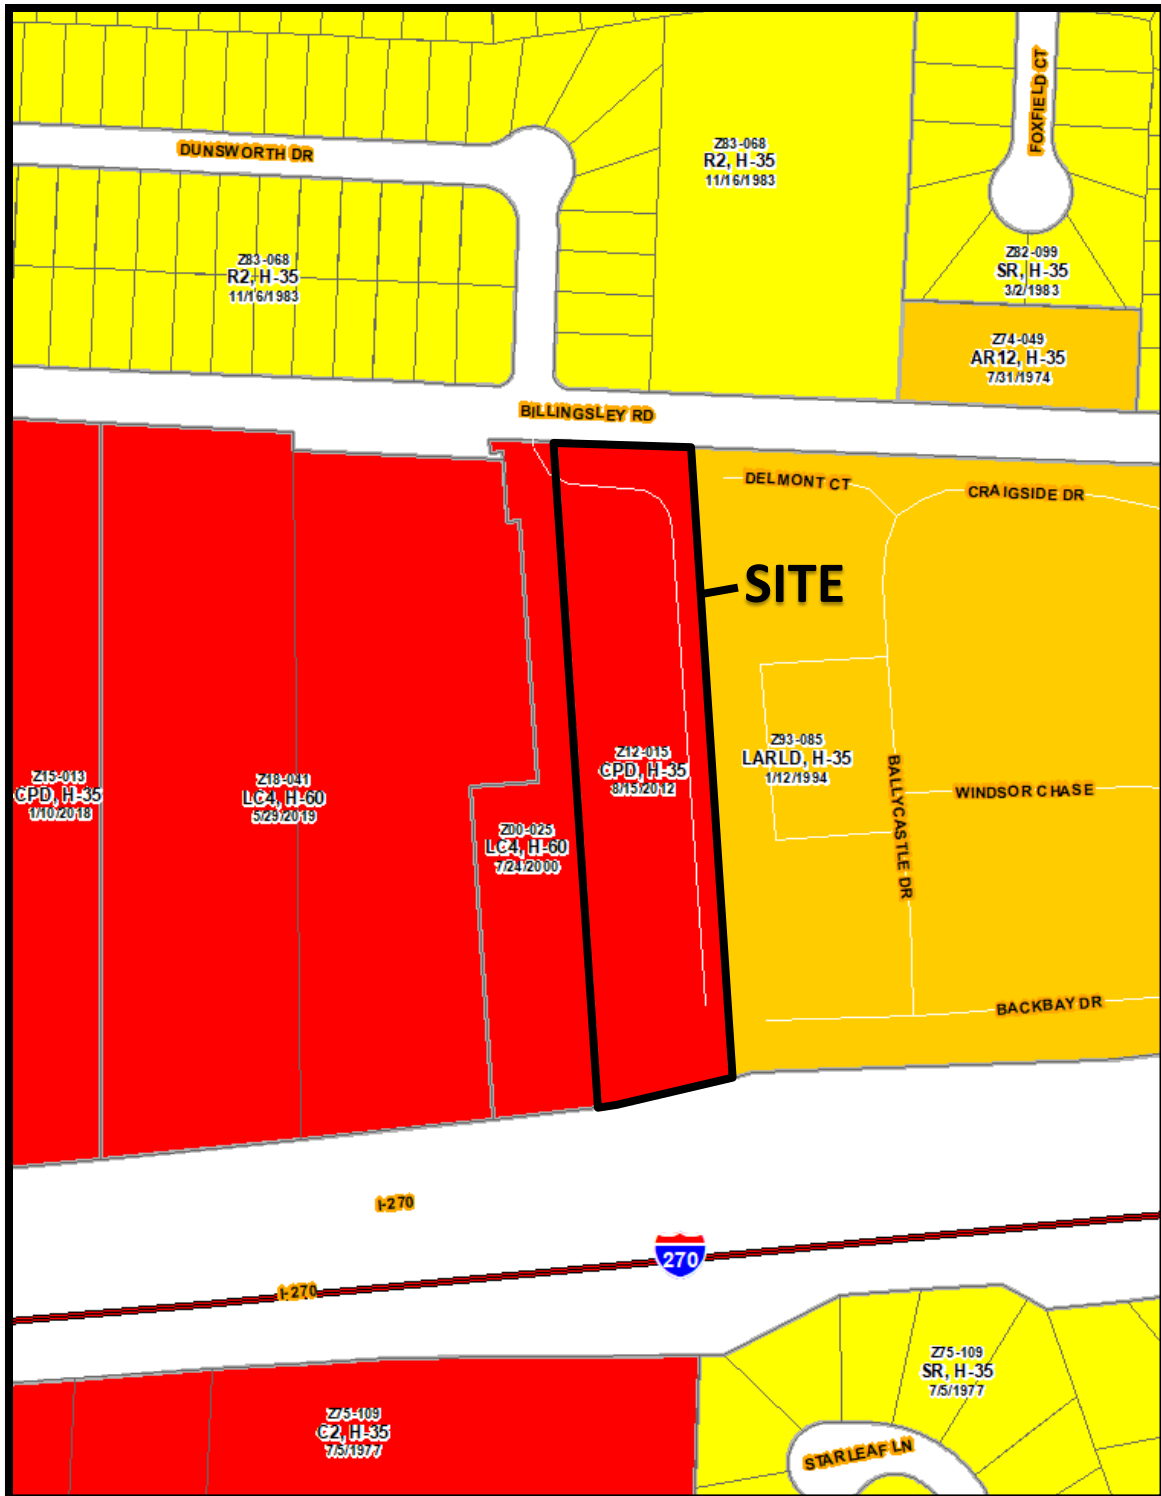 FOXFIELD CT
DUNSWORTH DR
Z83-068
R2, H-35
11/16/1983
Z83-068
R2, H-35
11/16/1983
Z82-099
SR, H-35
3/2/1983
Z74-049
AR12, H-35
7/31/1974
BILLINGSLEY RD
DELMONT CT
CRAIGSIDE DR
SITE
Z15-013
CPD, H-35
1/10/2018
Z18-041
LC4, H-60
5/29/2019
Z00-025
LC4, H-60
7/24/2000
Z12-015
CPD, H-35
8/15/2012
Z93-085
LARLD, H-35
1/12/1994
BALLYCASTLE DR
WINDSOR CHASE
BACKBAY DR
I-270
270
I-270
Z75-109
SR, H-35
7/5/1977
Z75-109
C2, H-35
7/5/1977
STARLEAF LN